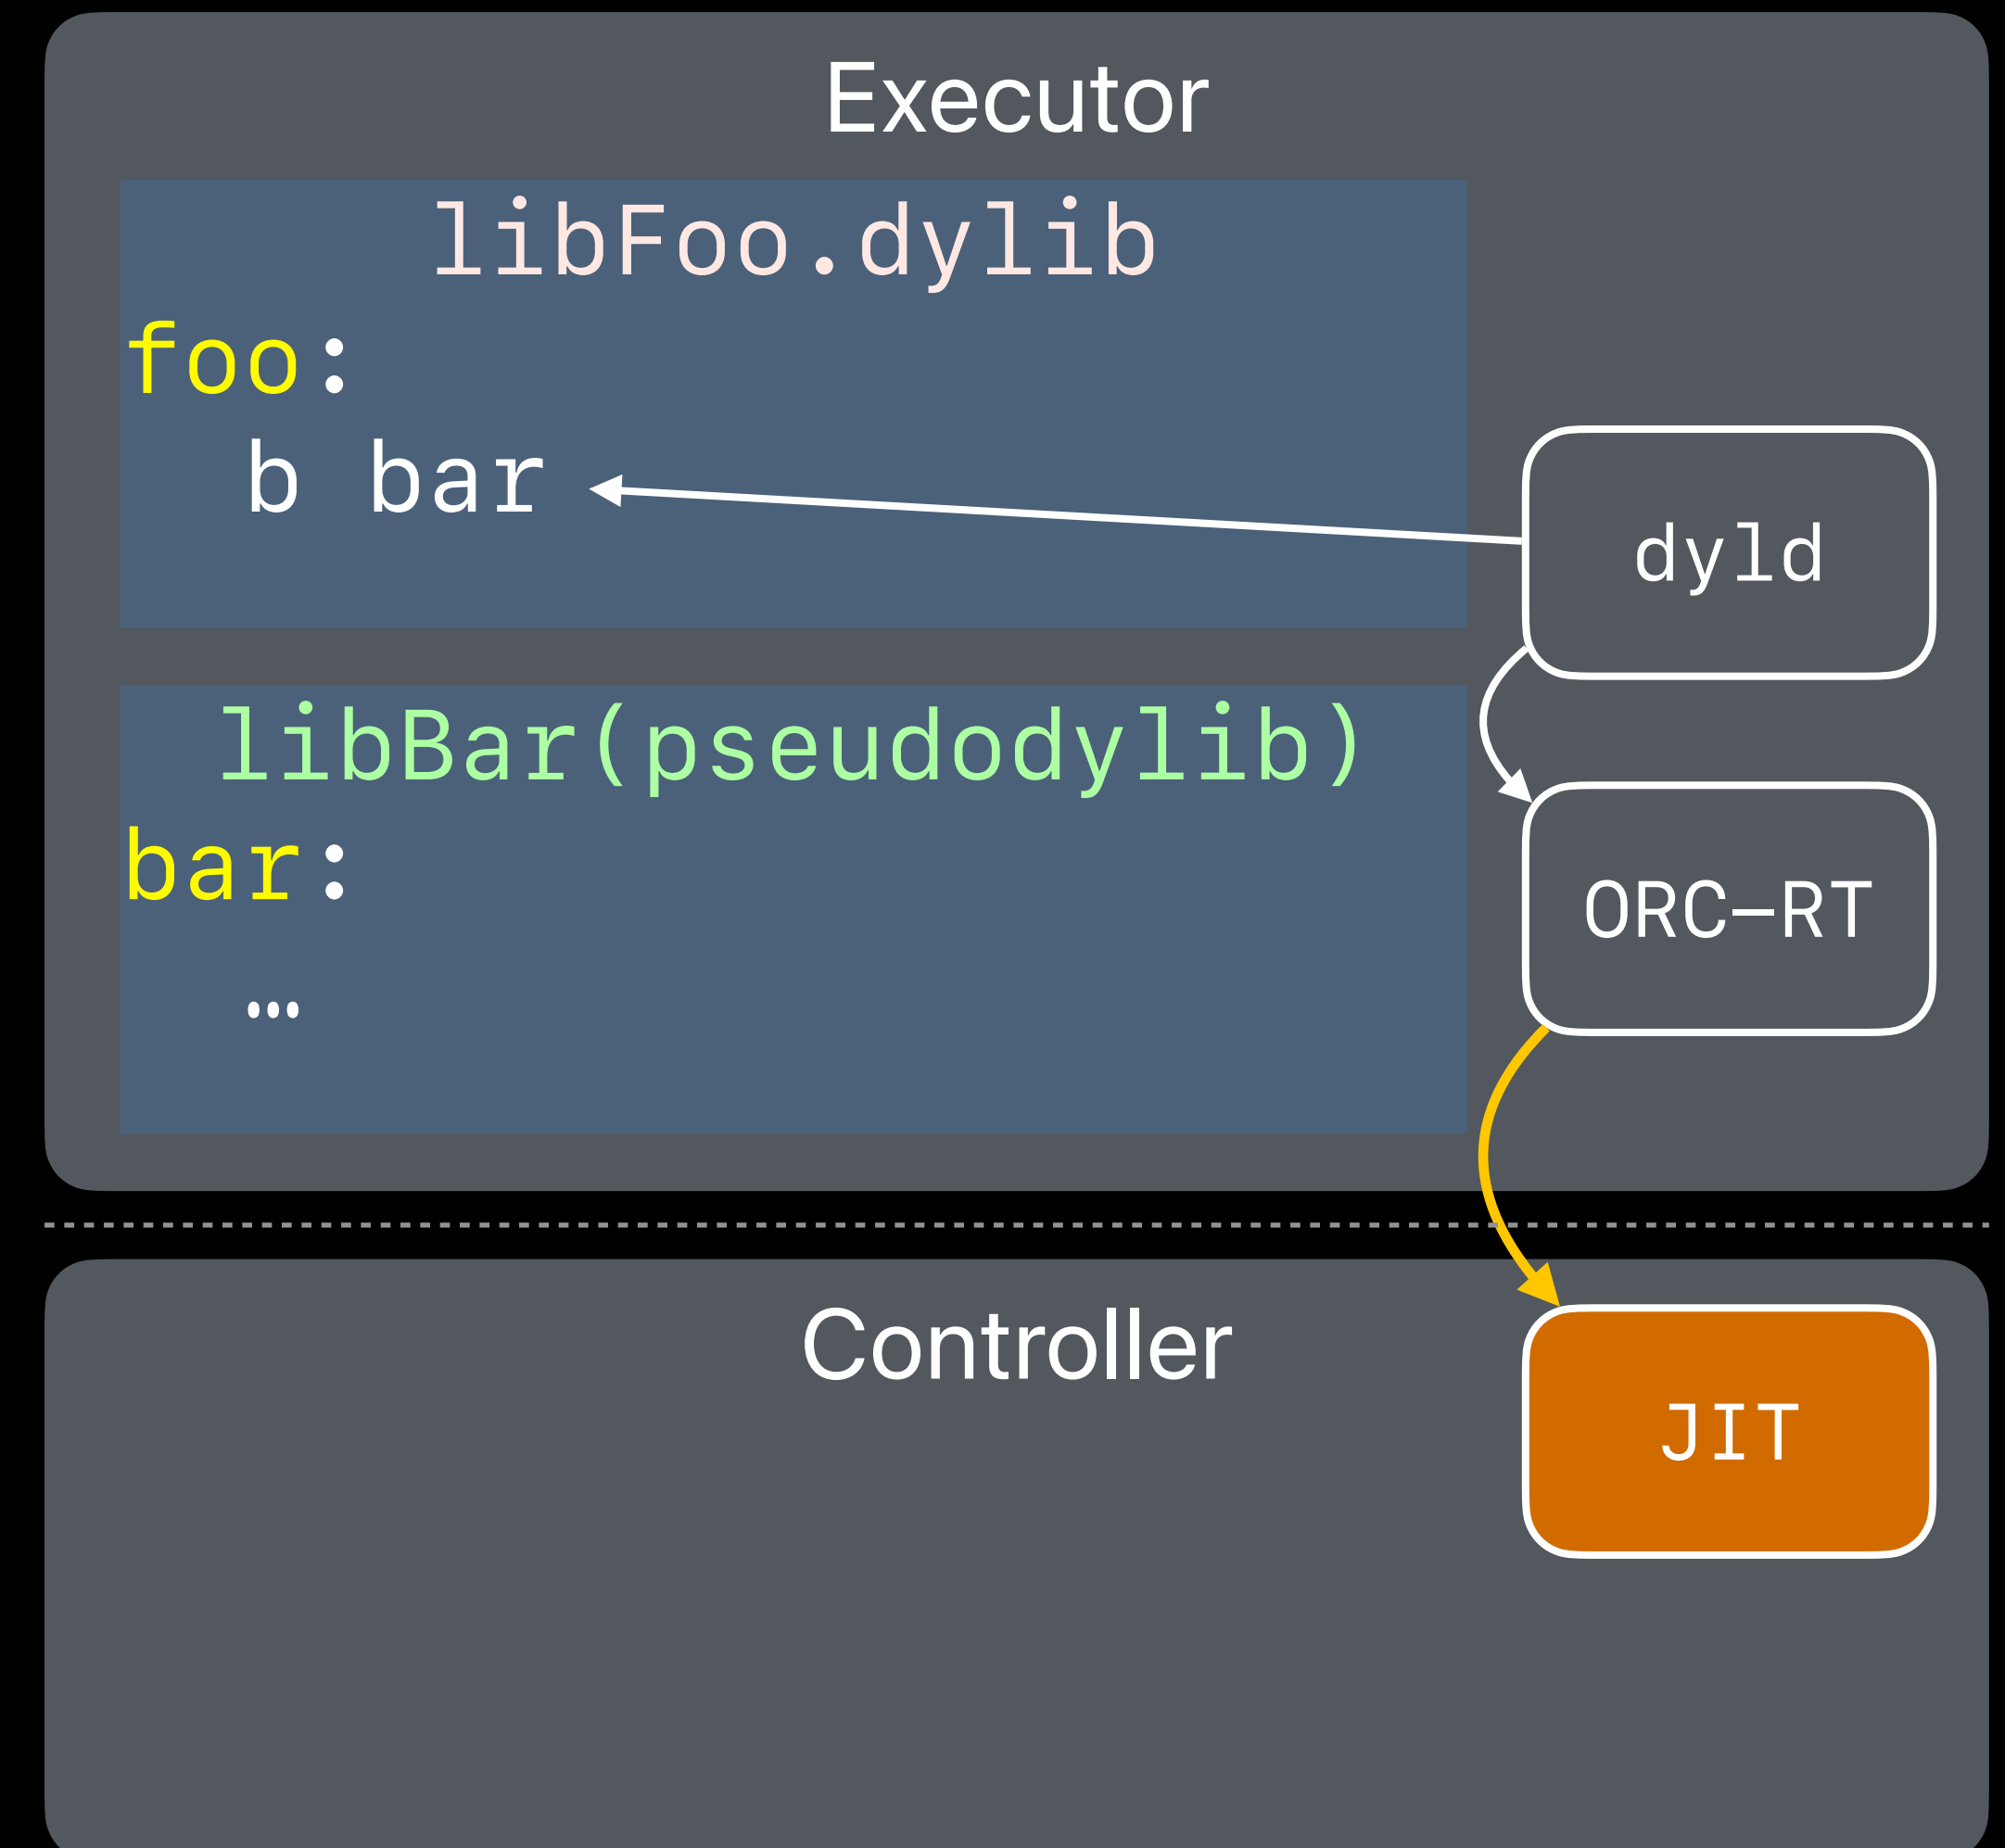 Executor
libFoo.dylib
foo:
b bar
dyld
libBar(pseudodylib)
bar:
…
ORC-RT
Controller
JIT